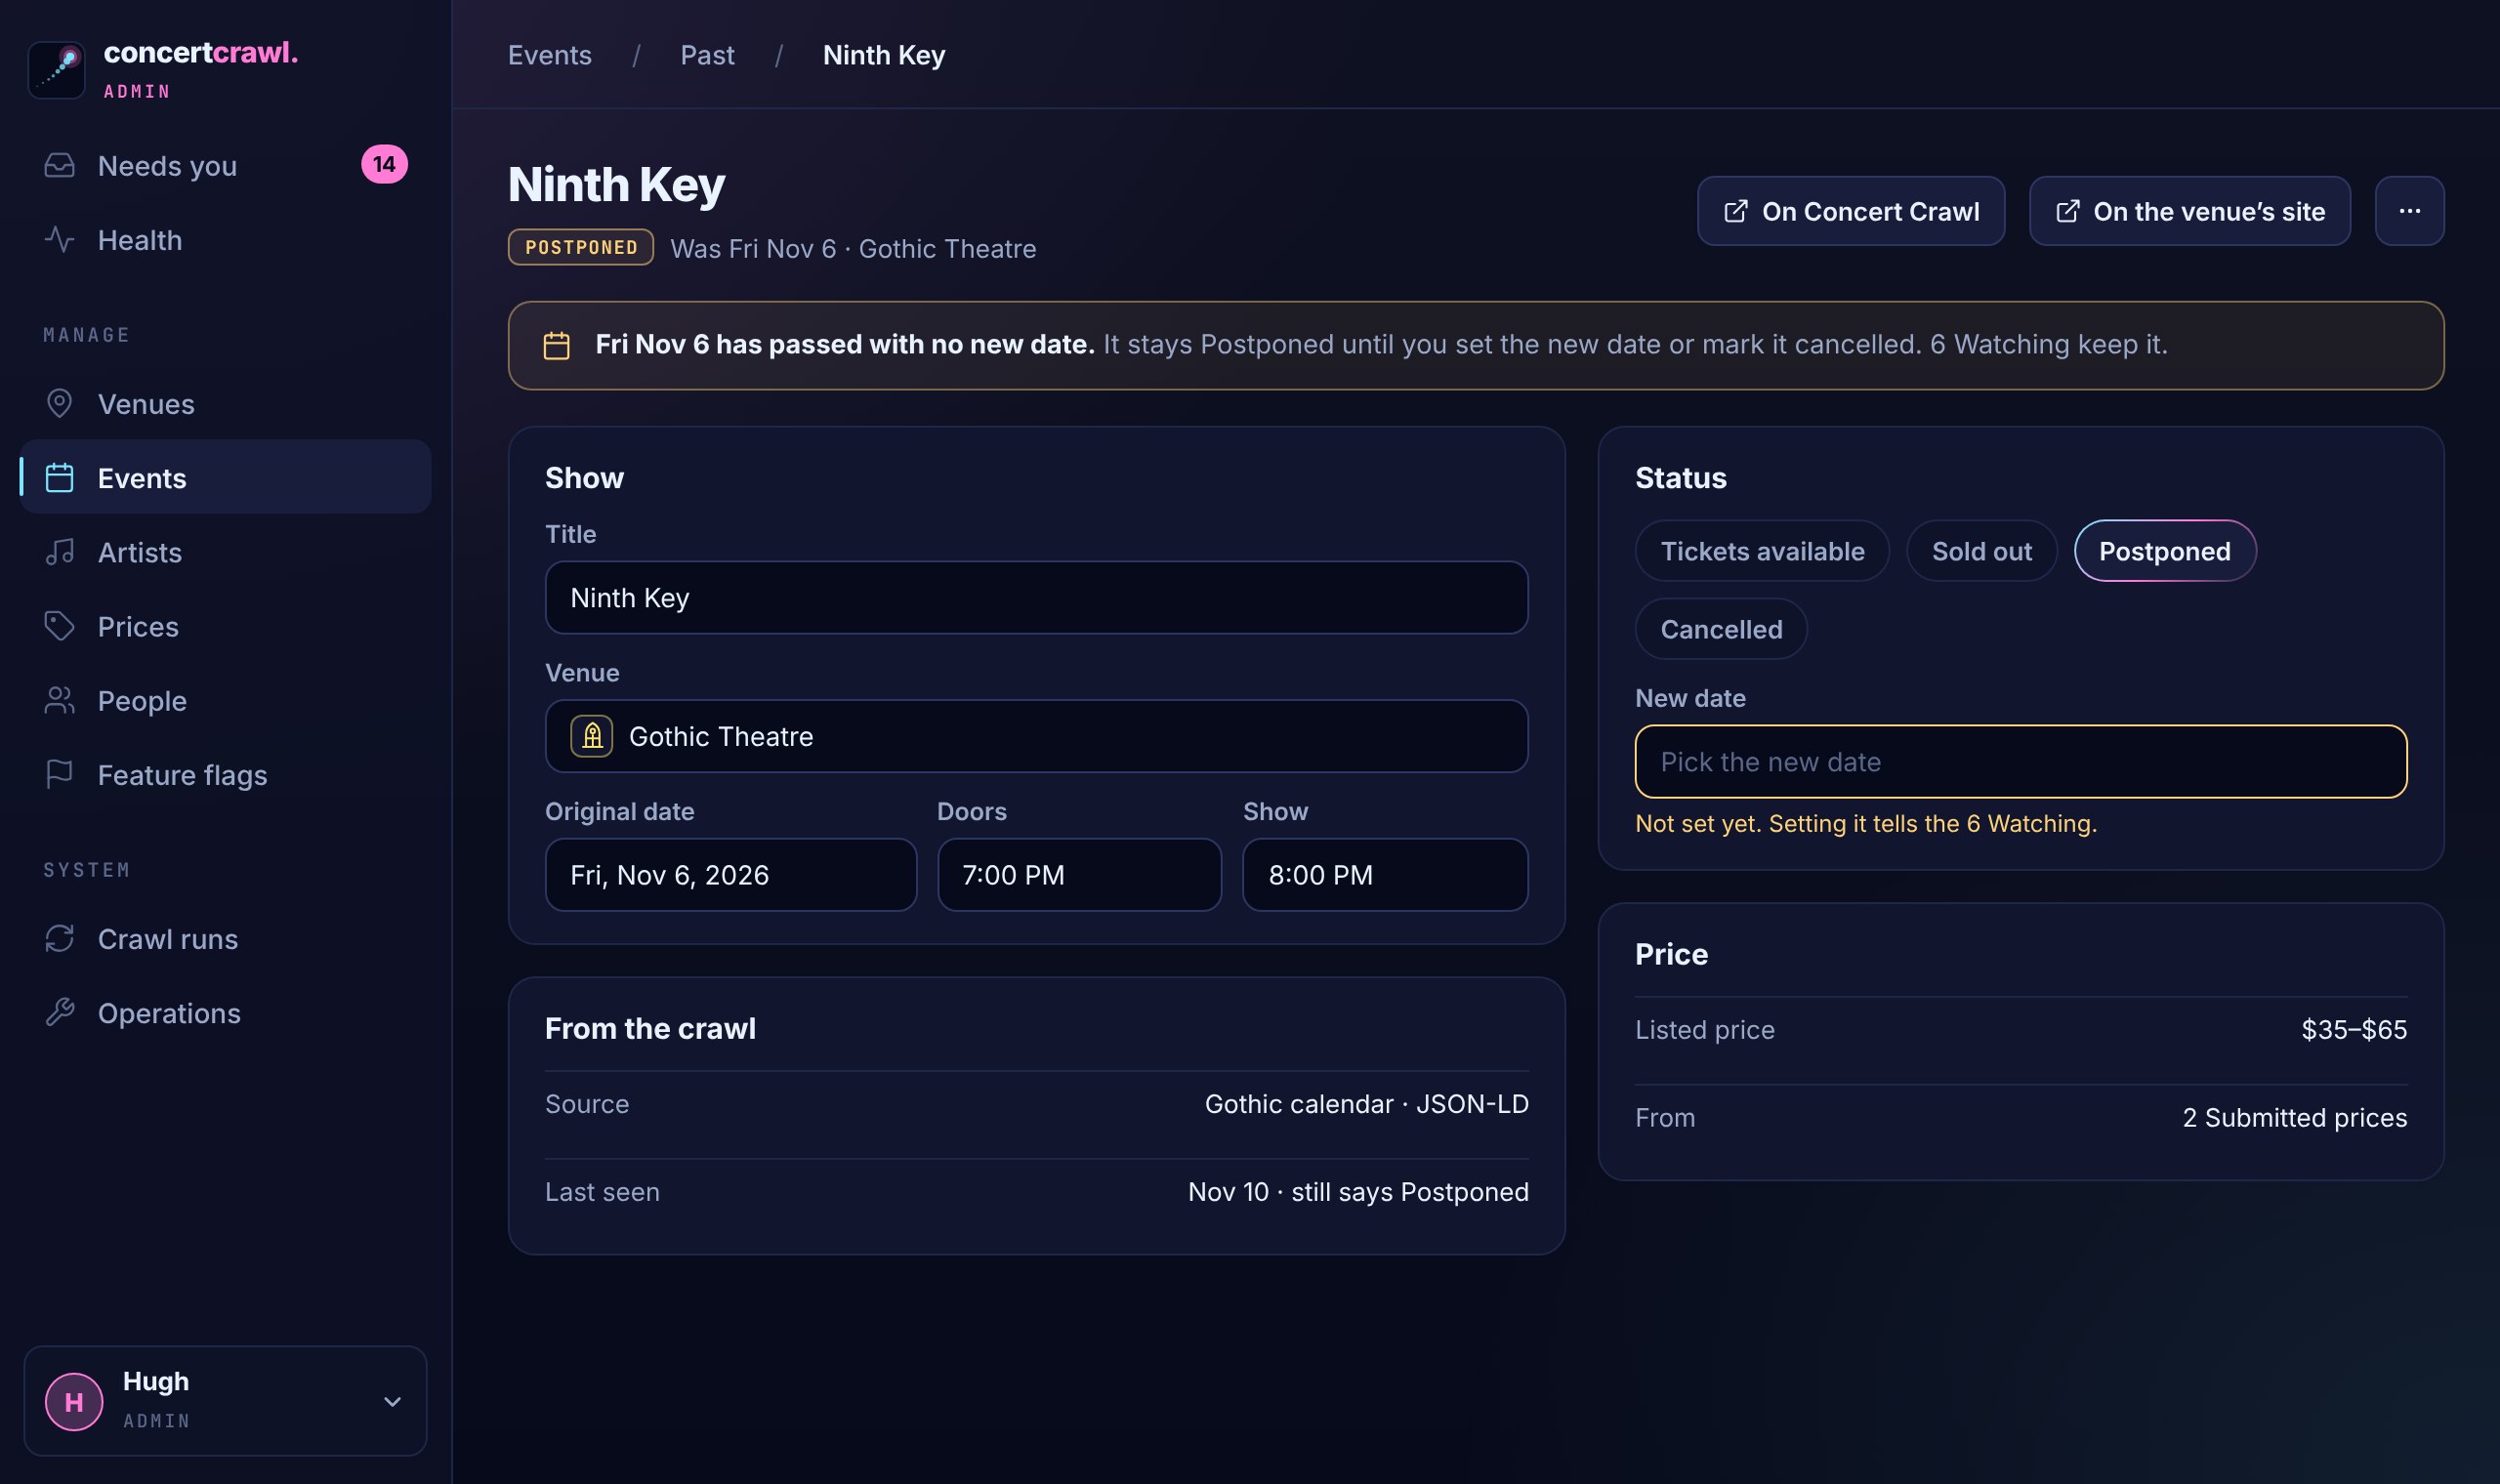 concertcrawl.
ADMIN
Needs you
14
Health
MANAGE
Venues
Events
Artists
Prices
People
Feature flags
SYSTEM
Crawl runs
Operations
H
Hugh
ADMIN
Events / Past / Ninth Key
Ninth Key
POSTPONED Was Fri Nov 6 · Gothic Theatre
On Concert Crawl
On the venue’s site
Fri Nov 6 has passed with no new date. It stays Postponed until you set the new date or mark it cancelled. 6 Watching keep it.
Show
Title
Ninth Key
Venue
Gothic Theatre
Original date Doors Show
Fri, Nov 6, 2026 7:00 PM 8:00 PM
From the crawl
Source Gothic calendar · JSON-LD
Last seen Nov 10 · still says Postponed
Status
Tickets available Sold out Postponed
Cancelled
New date
Pick the new date
Not set yet. Setting it tells the 6 Watching.
Price
Listed price $35–$65
From 2 Submitted prices